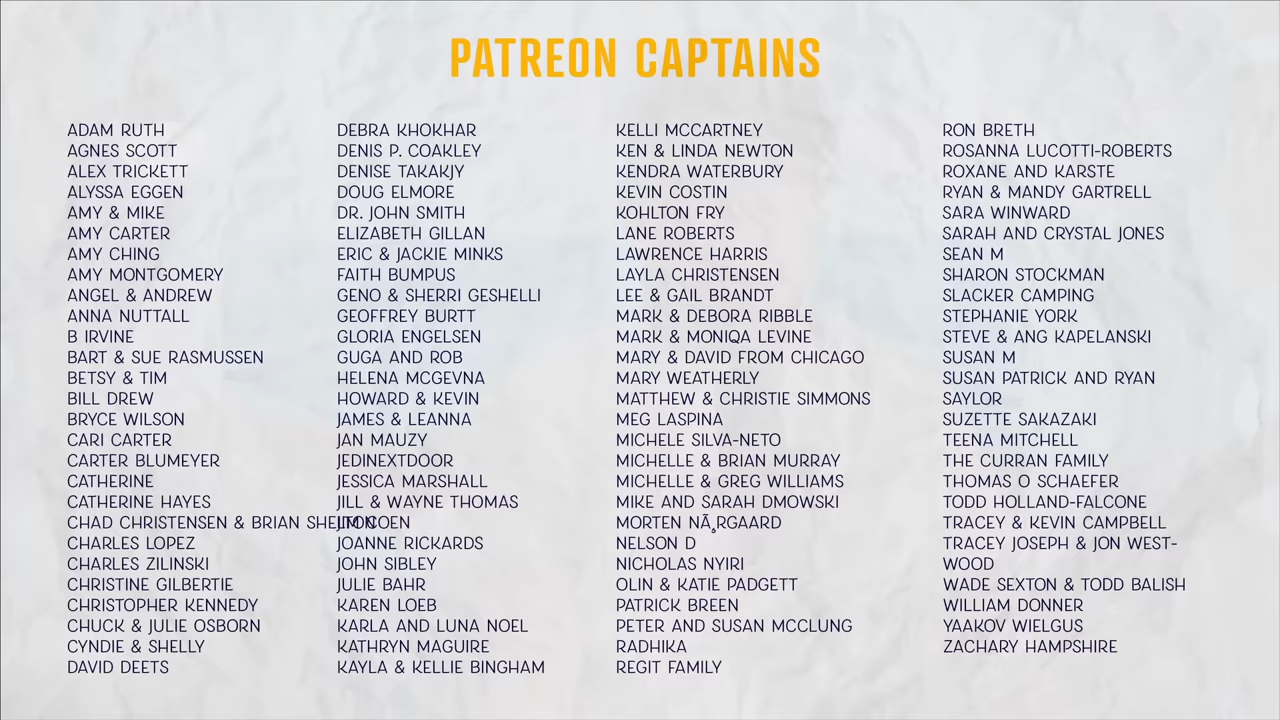 PATREON CAPTAINS
ADAM RUTH
AGNES SCOTT
ALEX TRICKETT
ALYSSA EGGEN
AMY & MIKE
AMY CARTER
AMY CHING
AMY MONTGOMERY
ANGEL & ANDREW
ANNA NUTTALL
B IRVINE
BART & SUE RASMUSSEN
BETSY & TIM
BILL DREW
BRYCE WILSON
CARI CARTER
CARTER BLUMEYER
CATHERINE
CATHERINE HAYES
CHAD CHRISTENSEN & BRIAN SHELTON
CHARLES LOPEZ
CHARLES ZILINSKI
CHRISTINE GILBERTIE
CHRISTOPHER KENNEDY
CHUCK & JULIE OSBORN
CYNDIE & SHELLY
DAVID DEETS
DEBRA KHOKHAR
DENIS P. COAKLEY
DENISE TAKAKJY
DOUG ELMORE
DR. JOHN SMITH
ELIZABETH GILLAN
ERIC & JACKIE MINKS
FAITH BUMPUS
GENO & SHERRI GESHELLI
GEOFFREY BURTT
GLORIA ENGELSEN
GUGA AND ROB
HELENA MCGEVNA
HOWARD & KEVIN
JAMES & LEANNA
JAN MAUZY
JEDINEXTDOOR
JESSICA MARSHALL
JILL & WAYNE THOMAS
JIM COEN
JOANNE RICKARDS
JOHN SIBLEY
JULIE BAHR
KAREN LOEB
KARLA AND LUNA NOEL
KATHRYN MAGUIRE
KAYLA & KELLIE BINGHAM
KELLI MCCARTNEY
KEN & LINDA NEWTON
KENDRA WATERBURY
KEVIN COSTIN
KOHLTON FRY
LANE ROBERTS
LAWRENCE HARRIS
LAYLA CHRISTENSEN
LEE & GAIL BRANDT
MARK & DEBORA RIBBLE
MARK & MONIQA LEVINE
MARY & DAVID FROM CHICAGO
MARY WEATHERLY
MATTHEW & CHRISTIE SIMMONS
MEG LASPINA
MICHELE SILVA-NETO
MICHELLE & BRIAN MURRAY
MICHELLE & GREG WILLIAMS
MIKE AND SARAH DMOWSKI
MORTEN NÃ¸RGAARD
NELSON D
NICHOLAS NYIRI
OLIN & KATIE PADGETT
PATRICK BREEN
PETER AND SUSAN MCCLUNG
RADHIKA
REGIT FAMILY
RON BRETH
ROSANNA LUCOTTI-ROBERTS
ROXANE AND KARSTE
RYAN & MANDY GARTRELL
SARA WINWARD
SARAH AND CRYSTAL JONES
SEAN M
SHARON STOCKMAN
SLACKER CAMPING
STEPHANIE YORK
STEVE & ANG KAPELANSKI
SUSAN M
SUSAN PATRICK AND RYAN
SAYLOR
SUZETTE SAKAZAKI
TEENA MITCHELL
THE CURRAN FAMILY
THOMAS O SCHAEFER
TODD HOLLAND-FALCONE
TRACEY & KEVIN CAMPBELL
TRACEY JOSEPH & JON WEST-
WOOD
WADE SEXTON & TODD BALISH
WILLIAM DONNER
YAAKOV WIELGUS
ZACHARY HAMPSHIRE